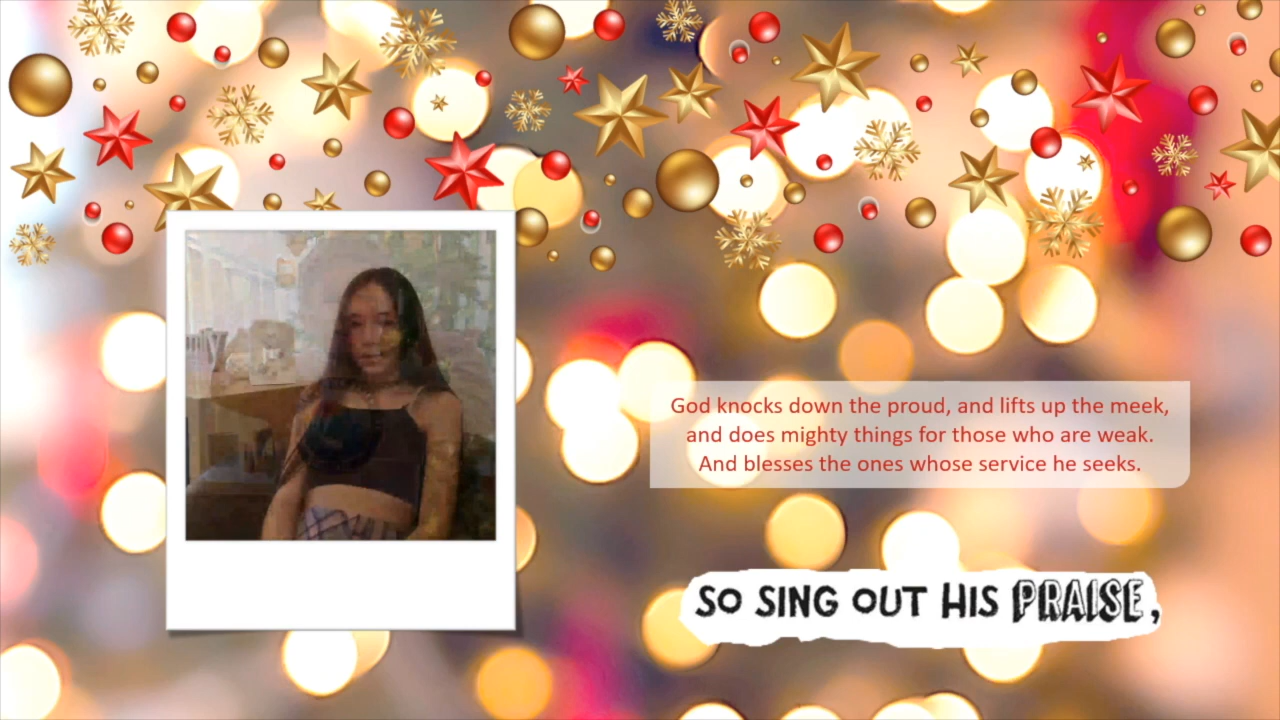 God knocks down the proud, and lifts up the meek,
and does mighty things for those who are weak.
And blesses the ones whose service he seeks.
SO SING OUT HIS PRAISE,